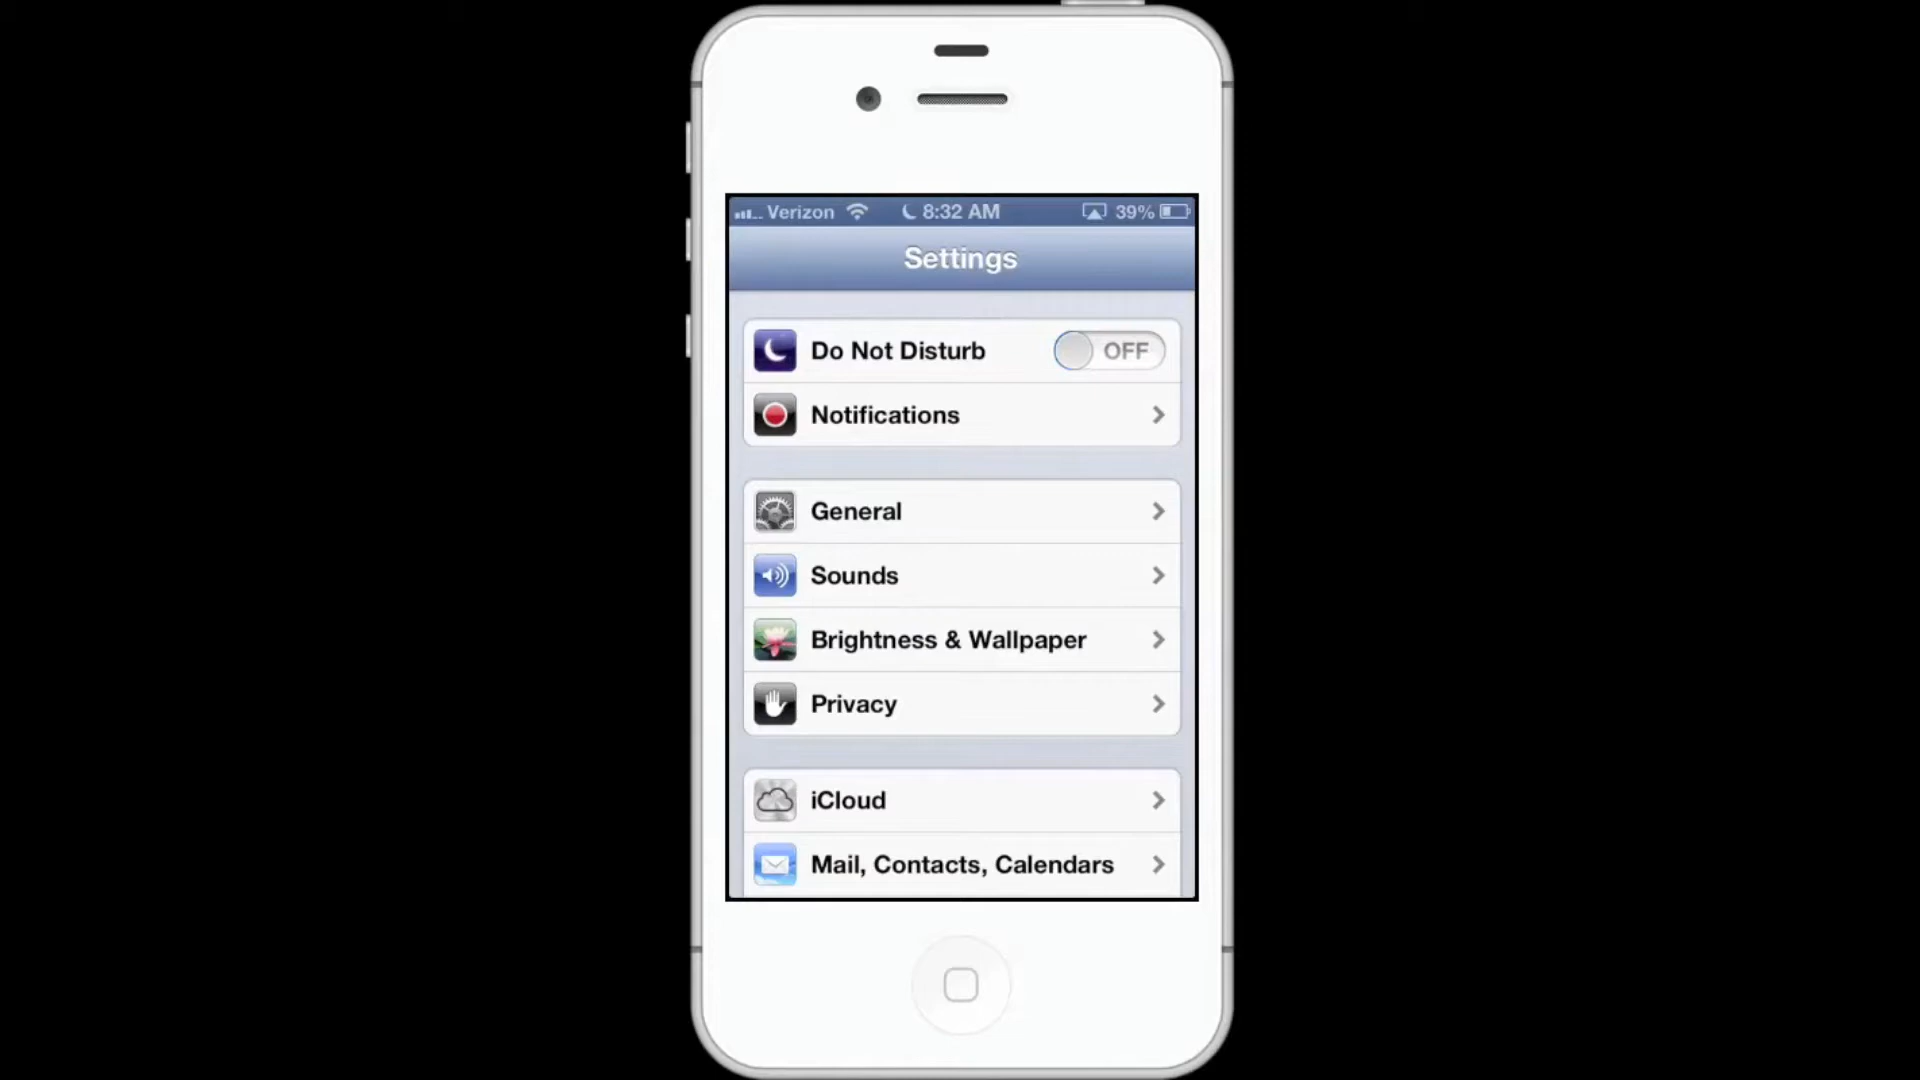 Verizon 8:32 AM 39%
Settings
Do Not Disturb OFF
Notifications
General
Sounds
Brightness & Wallpaper
Privacy
iCloud
Mail, Contacts, Calendars